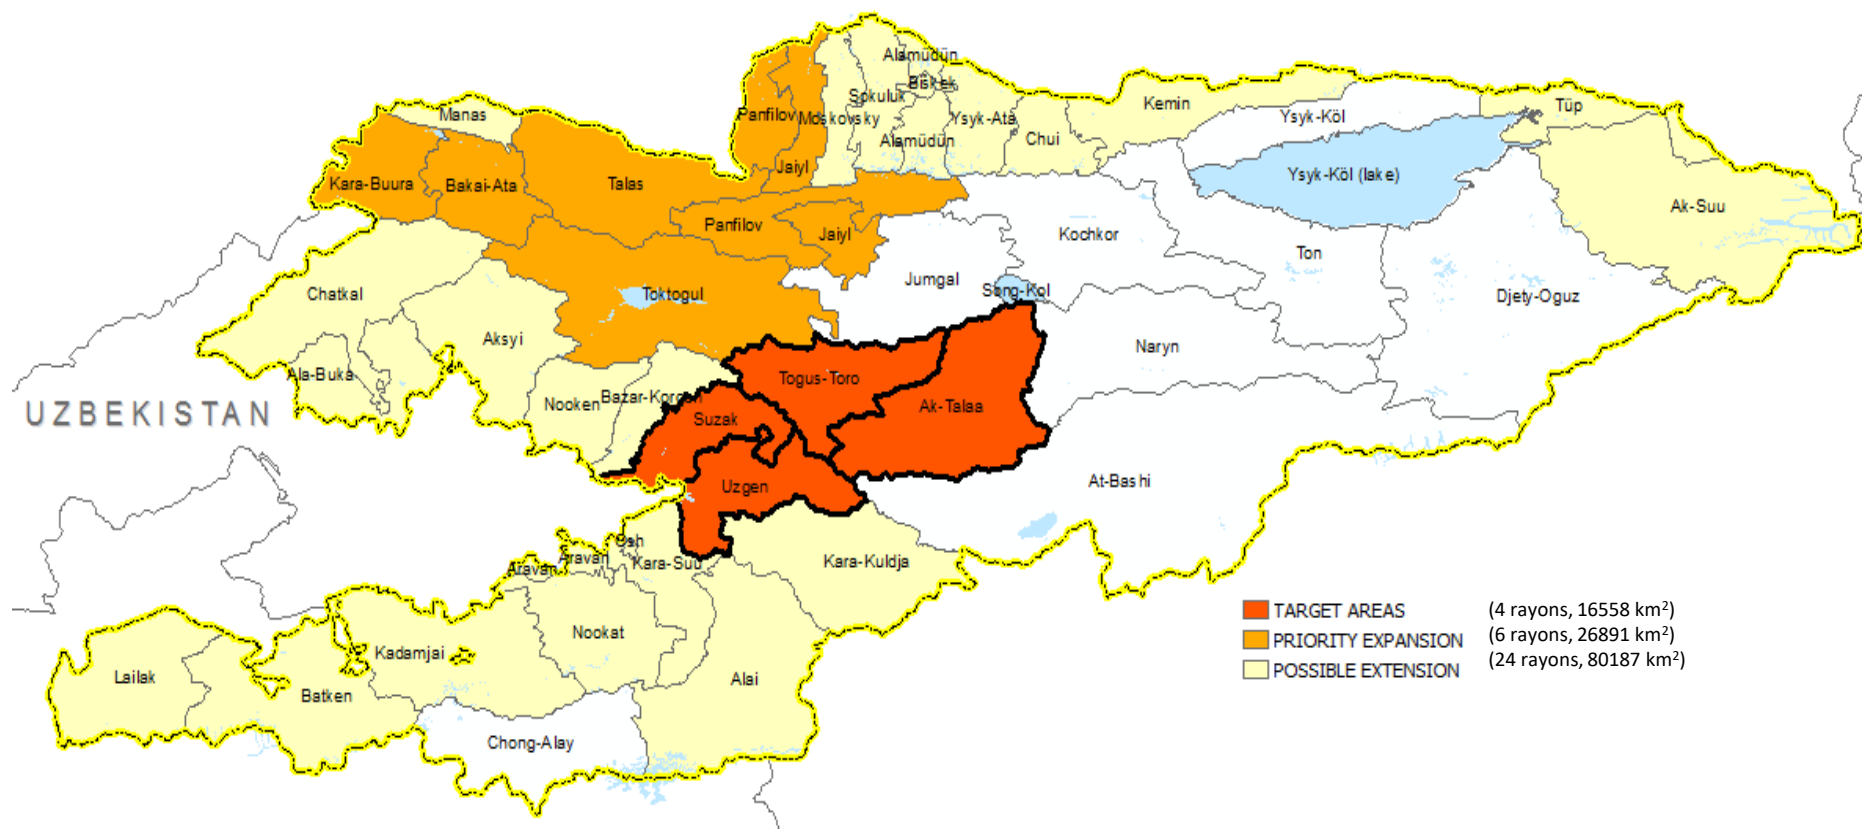 Alamüdün
Biskek
Manas
Panfilov
Moskovsky
Sokuluk
Ysyk-Ata
Kemin
Ysyk-Köl
Tüp
Alamüdün
Chui
Jaiyl
Kara-Buura
Bakai-Ata
Talas
Ysyk-Köl (lake)
Ak-Suu
Panfilov
Jaiyl
Kochkor
Ton
Chatkal
Toktogul
Jumgal
Song-Kol
Djety-Oguz
Aksyi
Naryn
Ala-Buka
Togus-Toro
Nooken
Bazar-Korgon
Ak-Talaa
UZBEKISTAN
Suzak
Uzgen
At-Bashi
Osh
Aravan
Aravan
Kara-Suu
Kara-Kuldja
TARGET AREAS (4 rayons, 16558 km²)
PRIORITY EXPANSION (6 rayons, 26891 km²)
POSSIBLE EXTENSION (24 rayons, 80187 km²)
Nookat
Kadamjai
Lailak
Batken
Alai
Chong-Alay